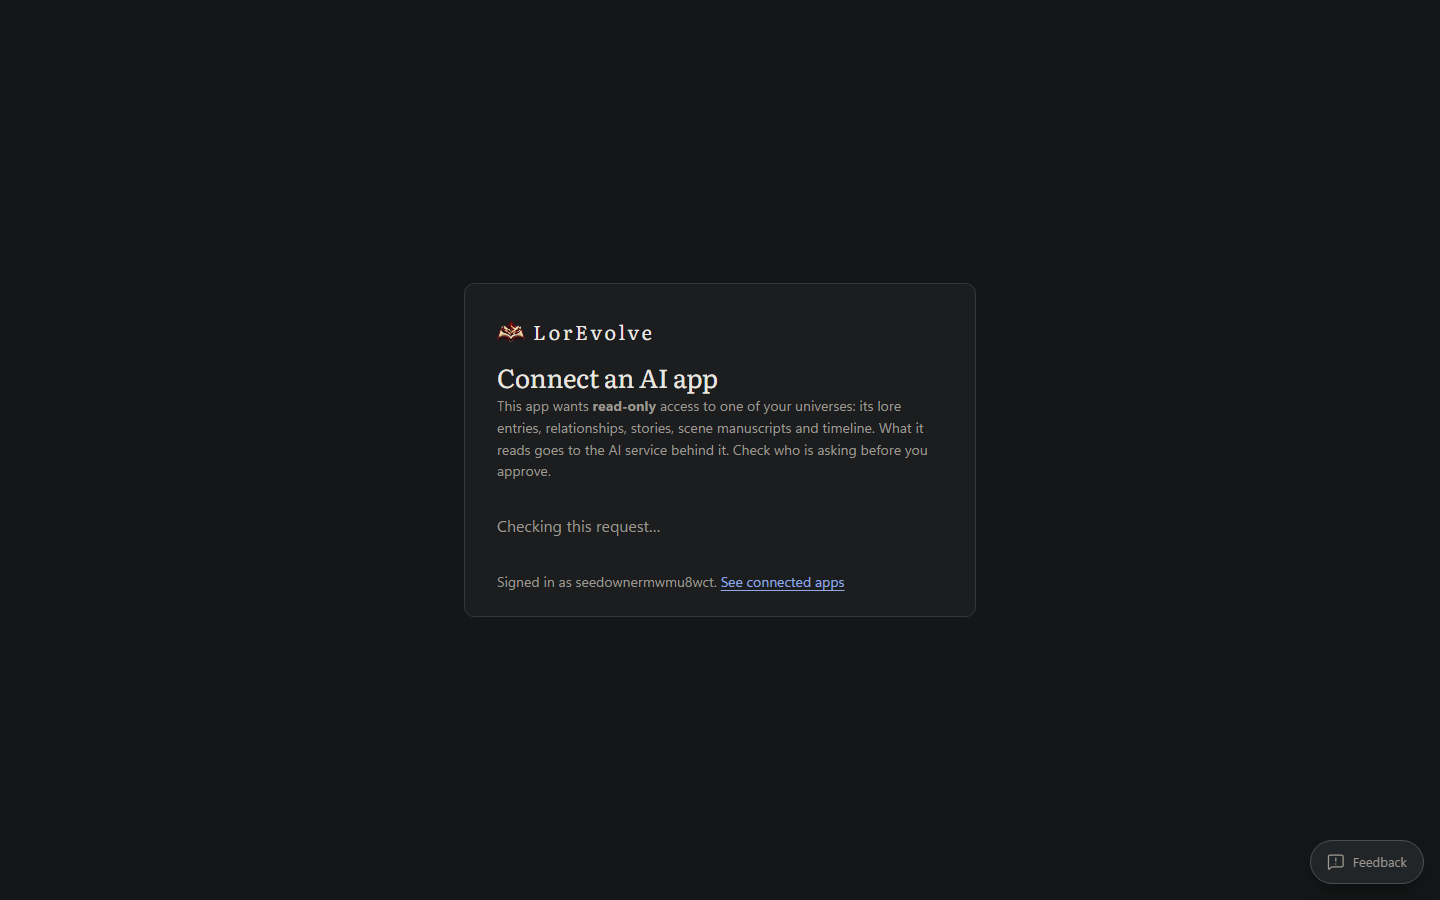 LorEvolve
Connect an AI app
This app wants read-only access to one of your universes: its lore
entries, relationships, stories, scene manuscripts and timeline. What it
reads goes to the AI service behind it. Check who is asking before you
approve.
Checking this request...
Signed in as seedownermwmu8wct. See connected apps
Feedback